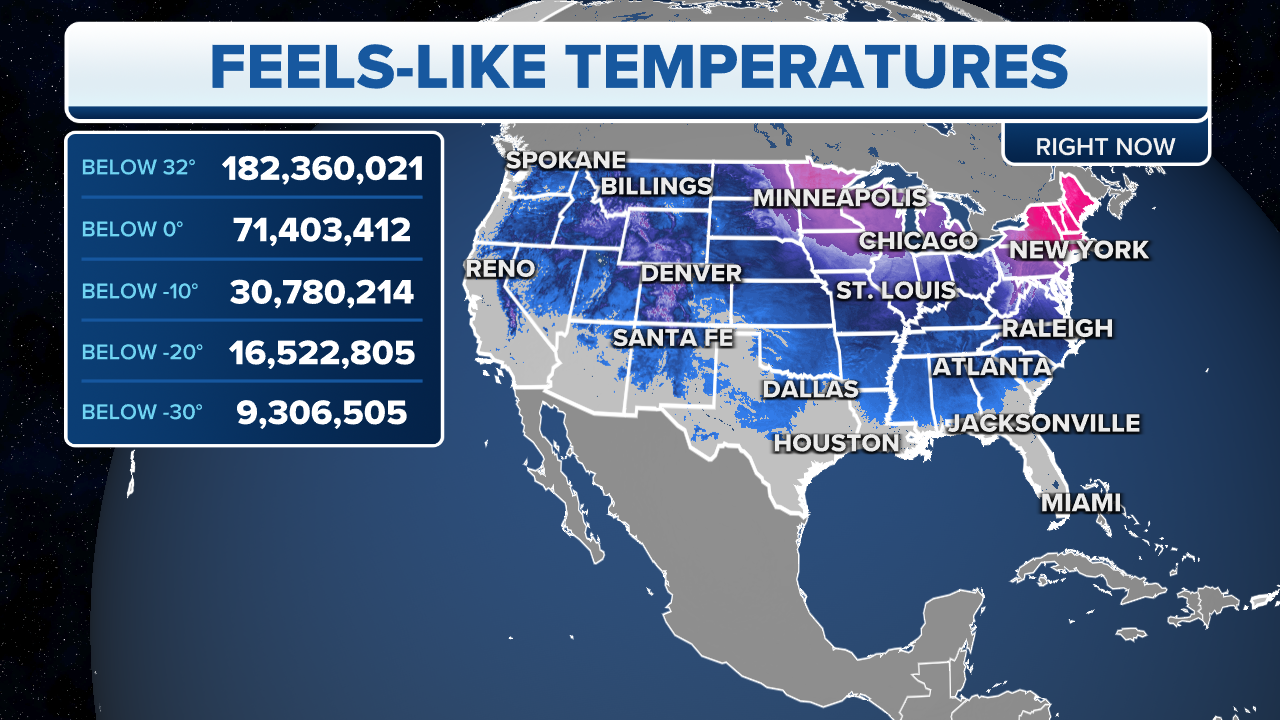 FEELS-LIKE TEMPERATURES
RIGHT NOW
BELOW 32° 182,360,021
BELOW 0° 71,403,412
BELOW -10° 30,780,214
BELOW -20° 16,522,805
BELOW -30° 9,306,505
SPOKANE
BILLINGS
MINNEAPOLIS
CHICAGO
NEW YORK
RENO
DENVER
ST. LOUIS
RALEIGH
SANTA FE
ATLANTA
DALLAS
JACKSONVILLE
HOUSTON
MIAMI